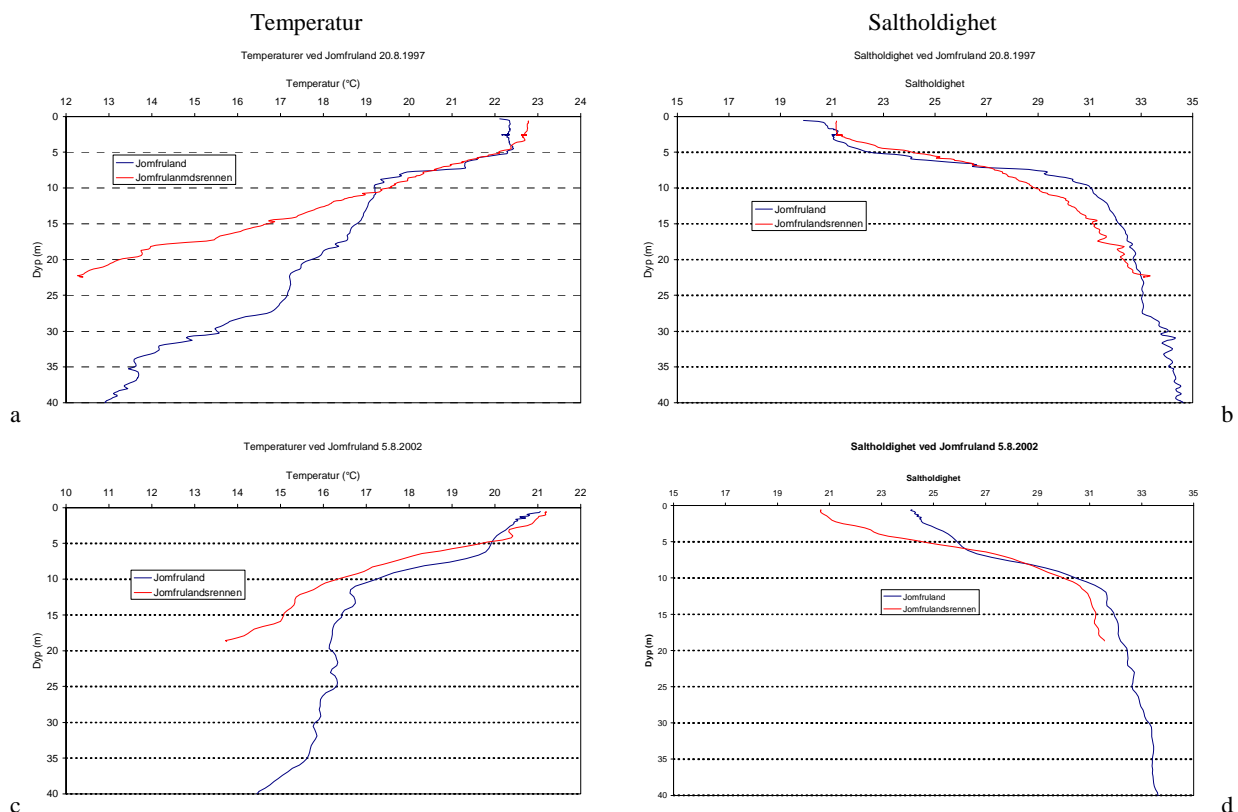 Temperatur
Saltholdighet
Temperaturer ved Jomfruland 20.8.1997
Temperatur (°C)
12 13 14 15 16 17 18 19 20 21 22 23 24
0
5
10
15
20
25
30
35
40
Dyp (m)
Jomfruland
Jomfrulanmdsrennen
a
Saltholdighet ved Jomfruland 20.8.1997
Saltholdighet
15 17 19 21 23 25 27 29 31 33 35
0
5
10
15
20
25
30
35
40
Dyp (m)
Jomfruland
Jomfrulandsrennen
b
Temperaturer ved Jomfruland 5.8.2002
Temperatur (°C)
10 11 12 13 14 15 16 17 18 19 20 21 22
0
5
10
15
20
25
30
35
40
Dyp (m)
Jomfruland
Jomfrulandsrennen
c
Saltholdighet ved Jomfruland 5.8.2002
Saltholdighet
15 17 19 21 23 25 27 29 31 33 35
0
5
10
15
20
25
30
35
40
Dyp (m)
Jomfruland
Jomfrulandsrennen
d